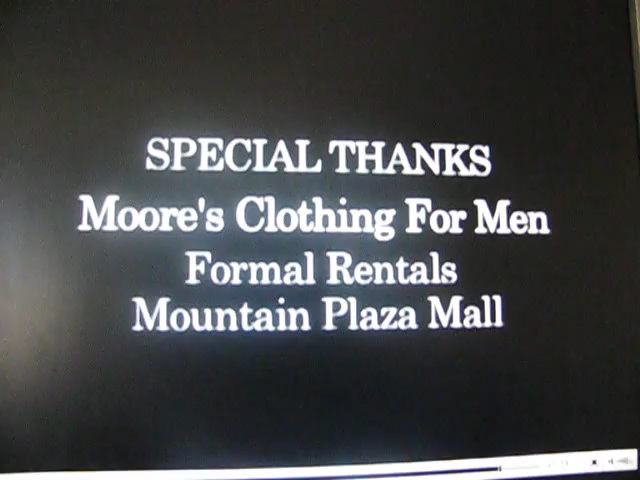 SPECIAL THANKS
Moore's Clothing For Men
Formal Rentals
Mountain Plaza Mall